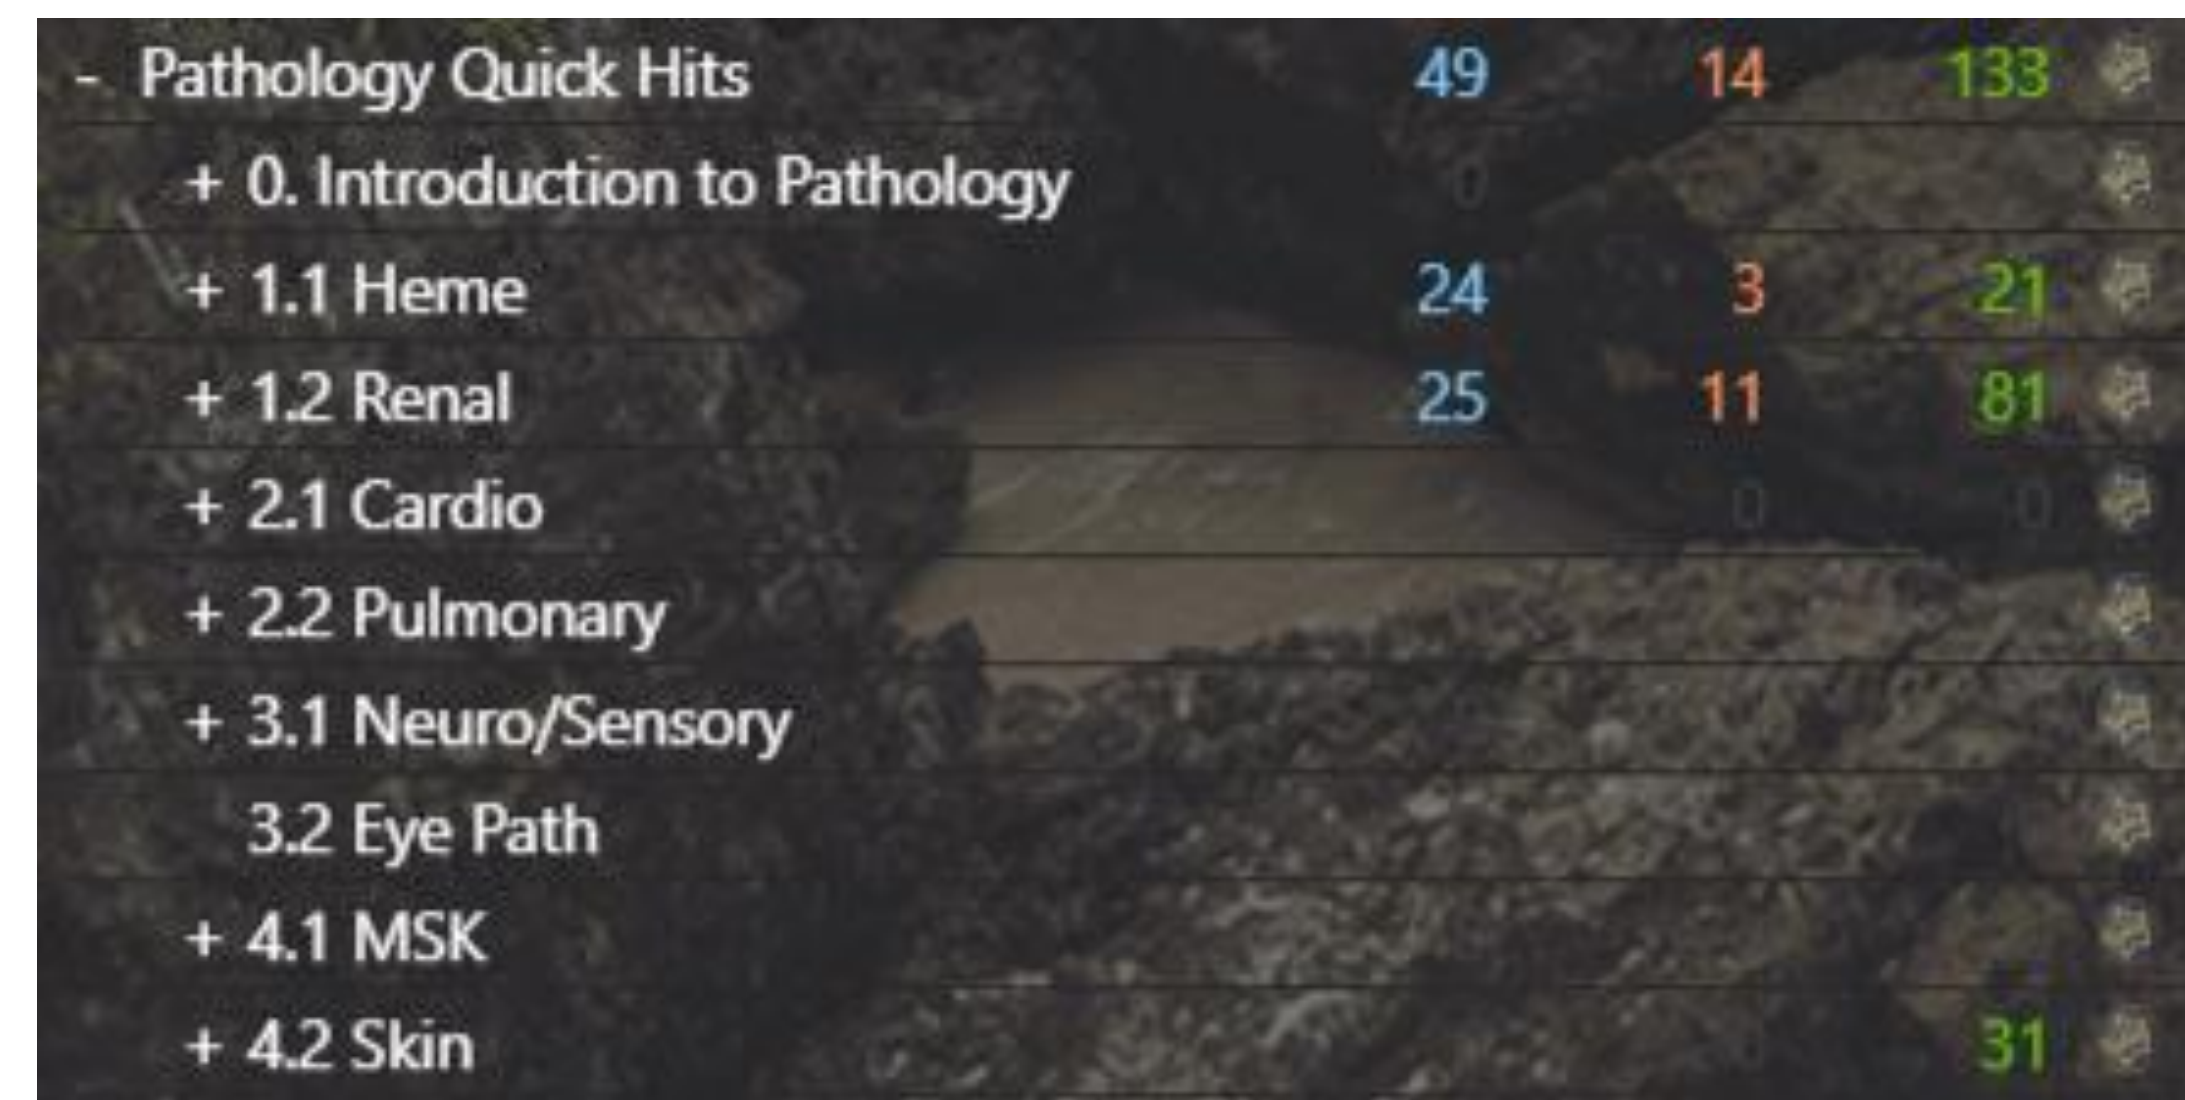 - Pathology Quick Hits 49 14 133
+ 0. Introduction to Pathology 0
+ 1.1 Heme 24 3 21
+ 1.2 Renal 25 11 81
+ 2.1 Cardio 0 0
+ 2.2 Pulmonary
+ 3.1 Neuro/Sensory
3.2 Eye Path
+ 4.1 MSK
+ 4.2 Skin 31